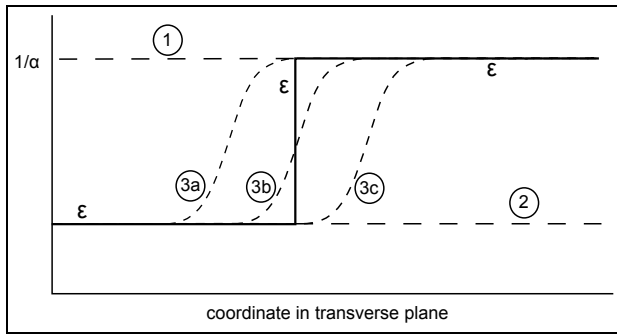 1
1/α
ε
ε
3a
3b
3c
ε
2
coordinate in transverse plane